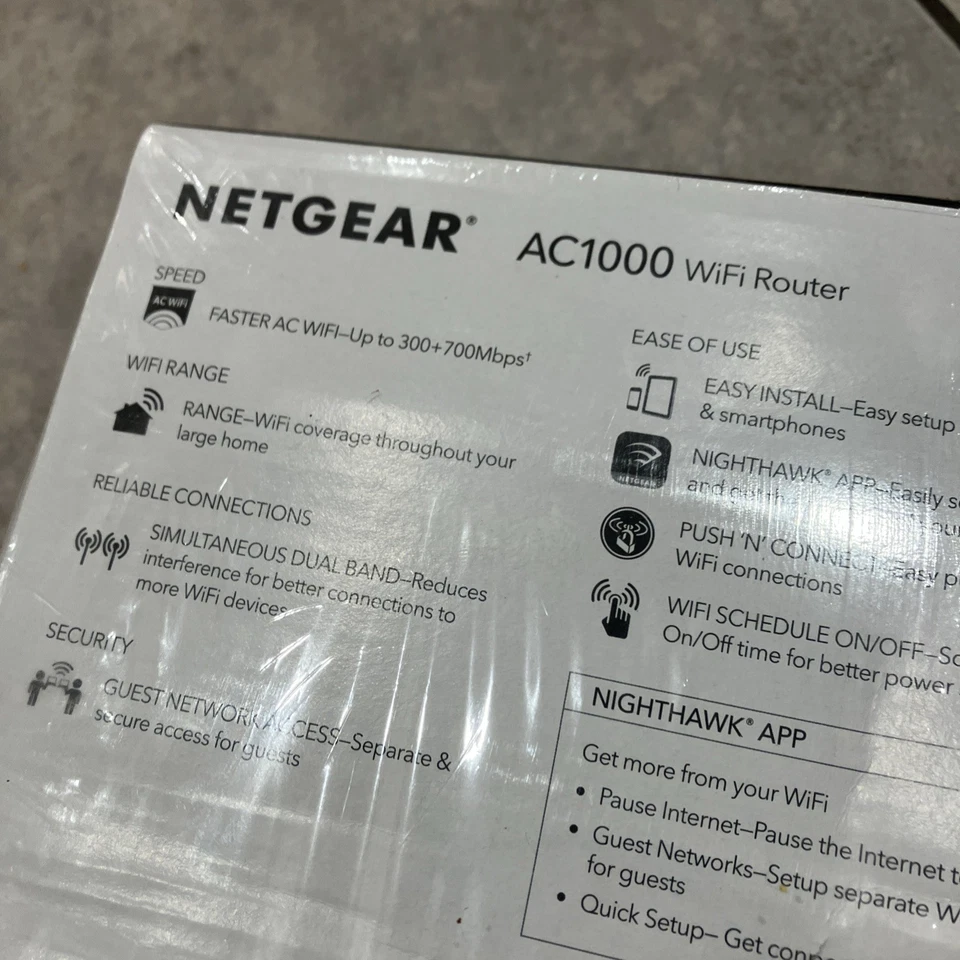 NETGEAR®
AC1000 WiFi Router
SPEED
AC WiFi
FASTER AC WIFI–Up to 300+700Mbps†
WIFI RANGE
RANGE–WiFi coverage throughout your
large home
RELIABLE CONNECTIONS
SIMULTANEOUS DUAL BAND–Reduces
interference for better connections to
more WiFi devices
SECURITY
GUEST NETWORK ACCESS–Separate &
secure access for guests
EASE OF USE
EASY INSTALL–Easy setup
& smartphones
NETGEAR
NIGHTHAWK® APP–Easily
and
PUSH 'N' CONNECT–Easy
WiFi connections
WIFI SCHEDULE ON/OFF–
On/Off time for better power
NIGHTHAWK® APP
Get more from your WiFi
• Pause Internet–Pause the Internet
• Guest Networks–Setup separate
for guests
• Quick Setup– Get